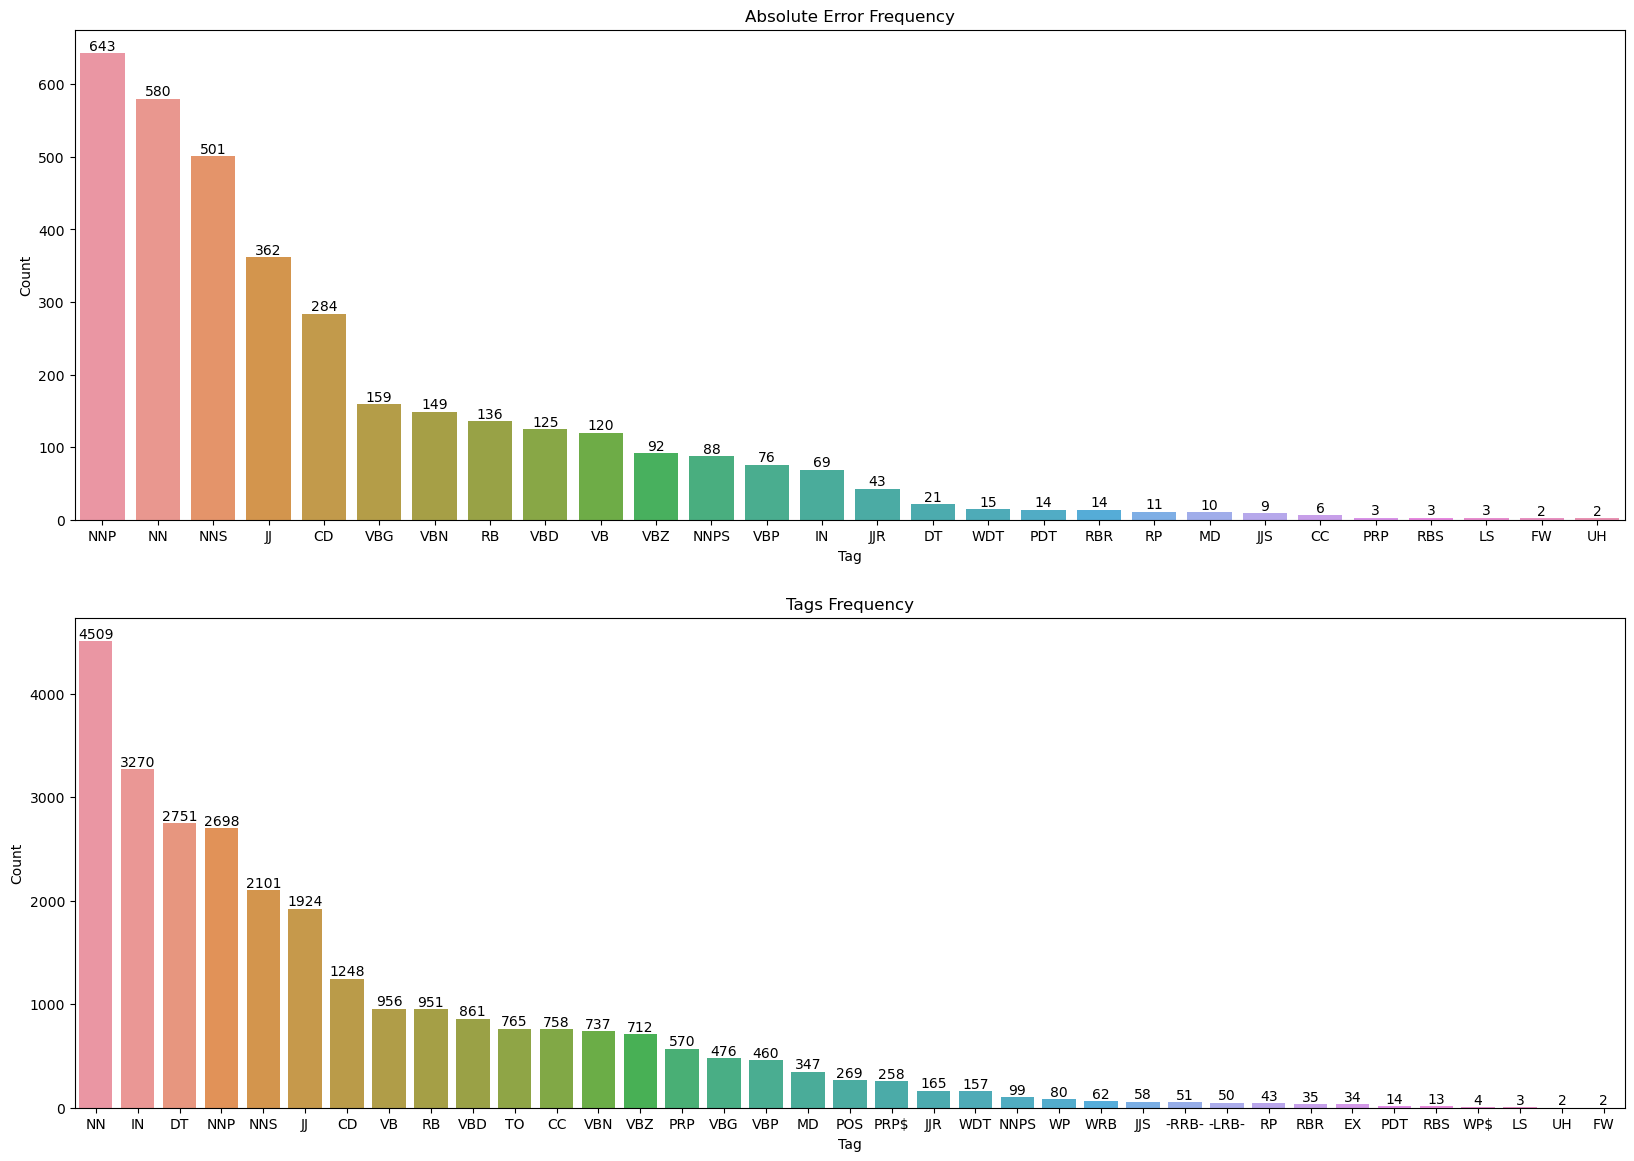 Absolute Error Frequency
643 580 501 362 284 159 149 136 125 120 92 88 76 69 43 21 15 14 14 11 10 9 6 3 3 3 2 2
600
500
400
300
200
100
0
Count
NNP NN NNS JJ CD VBG VBN RB VBD VB VBZ NNPS VBP IN JJR DT WDT PDT RBR RP MD JJS CC PRP RBS LS FW UH
Tag
Tags Frequency
4509 3270 2751 2698 2101 1924 1248 956 951 861 765 758 737 712 570 476 460 347 269 258 165 157 99 80 62 58 51 50 43 35 34 14 13 4 3 2 2
4000
3000
2000
1000
0
Count
NN IN DT NNP NNS JJ CD VB RB VBD TO CC VBN VBZ PRP VBG VBP MD POS PRP$ JJR WDT NNPS WP WRB JJS -RRB- -LRB- RP RBR EX PDT RBS WP$ LS UH FW
Tag